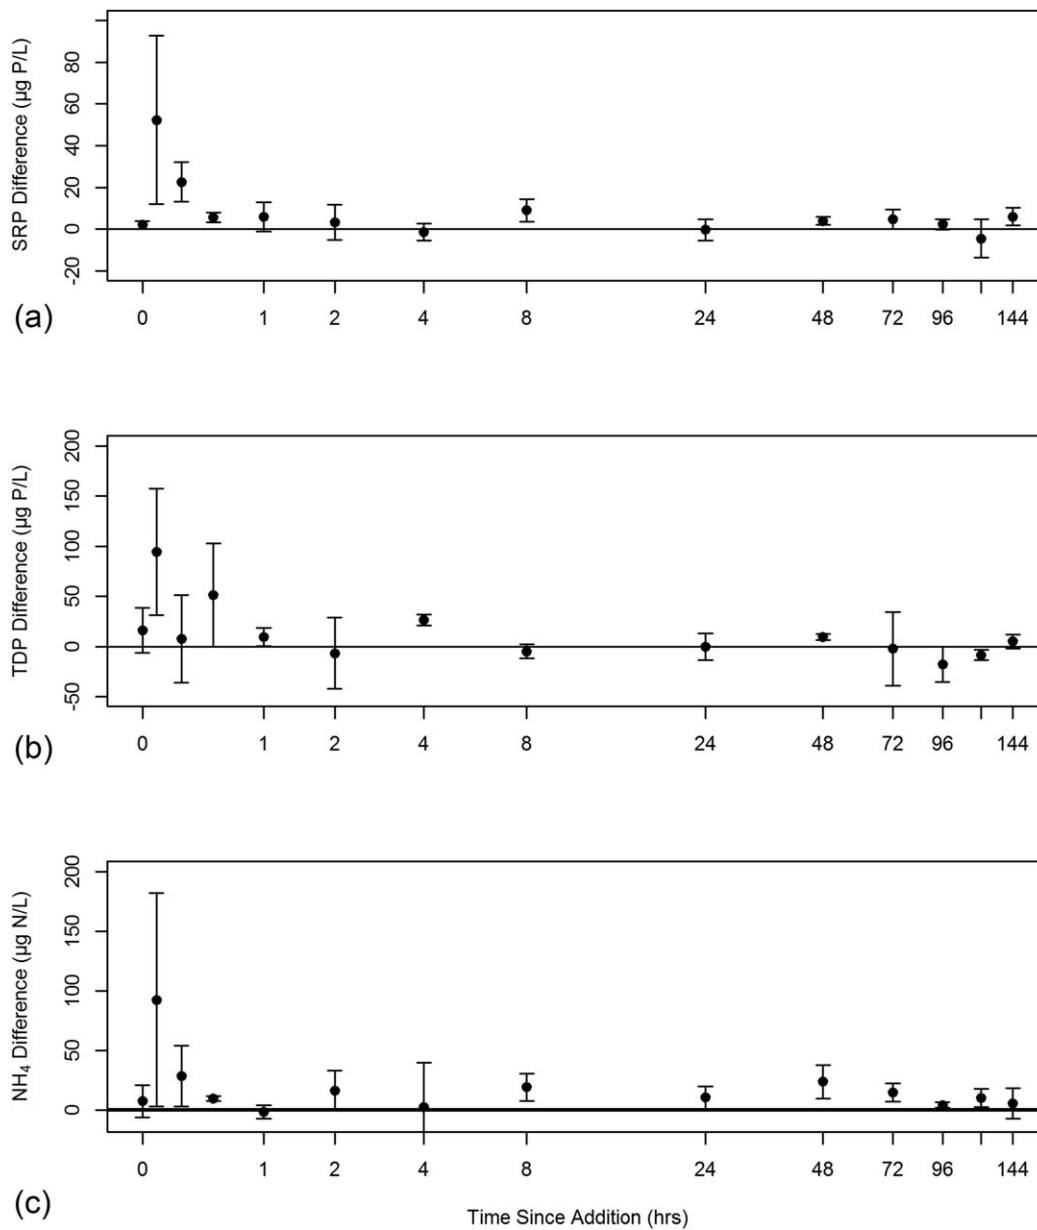 SRP Difference (µg P/L)
80
60
40
20
0
-20
0 1 2 4 8 24 48 72 96 144
(a)
TDP Difference (µg P/L)
200
150
100
50
0
-50
0 1 2 4 8 24 48 72 96 144
(b)
NH₄ Difference (µg N/L)
200
150
100
50
0
0 1 2 4 8 24 48 72 96 144
(c)
Time Since Addition (hrs)